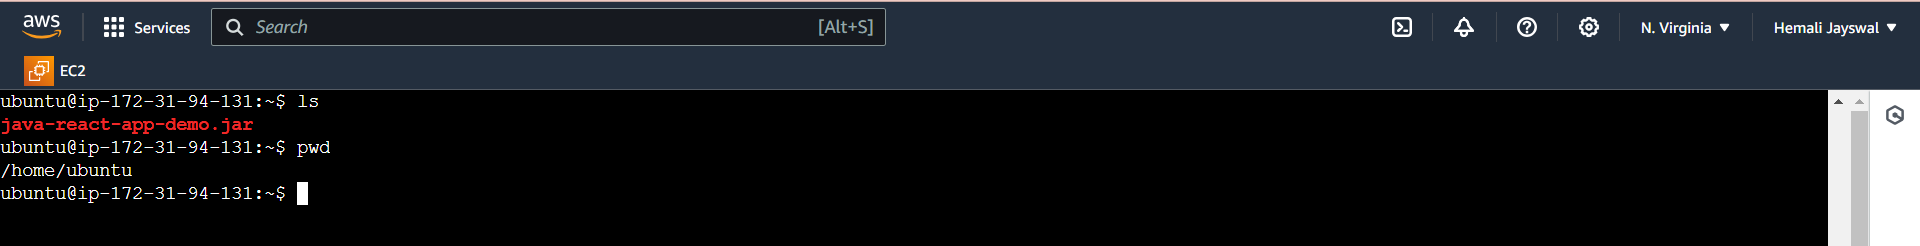 aws Services Search [Alt+S] N. Virginia Hemali Jayswal
EC2
ubuntu@ip-172-31-94-131:~$ ls
java-react-app-demo.jar
ubuntu@ip-172-31-94-131:~$ pwd
/home/ubuntu
ubuntu@ip-172-31-94-131:~$